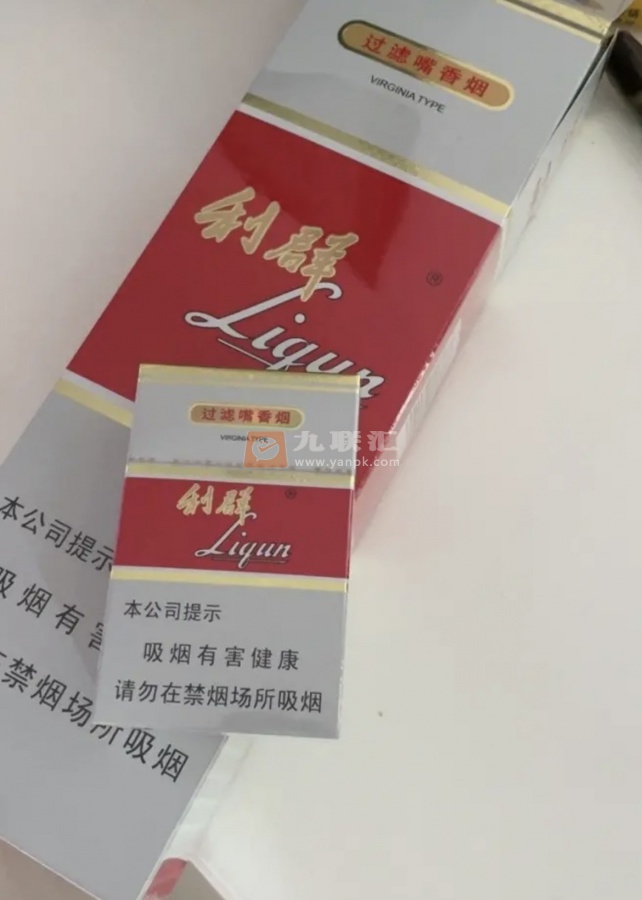 过滤嘴香烟
VIRGINIA TYPE
利群
®
Liqun
本公司提示
吸烟有害
禁烟场所吸烟
过滤嘴香烟
VIRGINIA TYPE
九联汇
www.yanpk.com
利群
®
Liqun
本公司提示
吸烟有害健康
请勿在禁烟场所吸烟